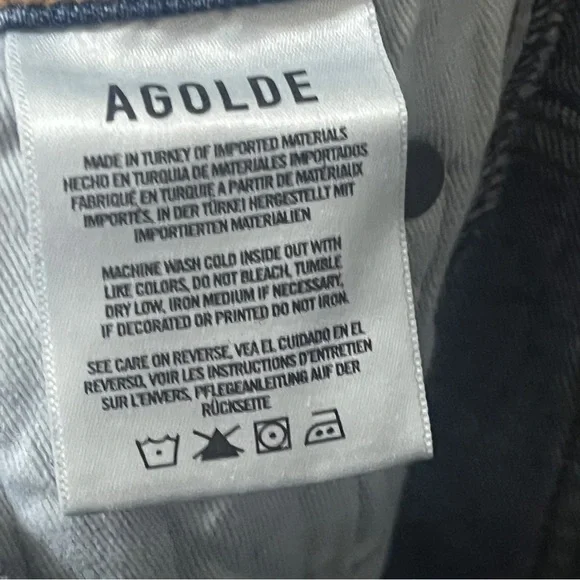 AGOLDE
MADE IN TURKEY OF IMPORTED MATERIALS
HECHO EN TURQUIA DE MATERIALES IMPORTADOS
FABRIQUÉ EN TURQUIE A PARTIR DE MATÉRIAUX
IMPORTÉS, IN DER TÜRKEI HERGESTELLT MIT
IMPORTIERTEN MATERIALIEN
MACHINE WASH COLD INSIDE OUT WITH
LIKE COLORS, DO NOT BLEACH, TUMBLE
DRY LOW, IRON MEDIUM IF NECESSARY,
IF DECORATED OR PRINTED DO NOT IRON.
SEE CARE ON REVERSE, VEA EL CUIDADO EN EL
REVERSO, VOIR LES INSTRUCTIONS D'ENTRETIEN
SUR L'ENVERS, PFLEGEANLEITUNG AUF DER
RÜCKSEITE